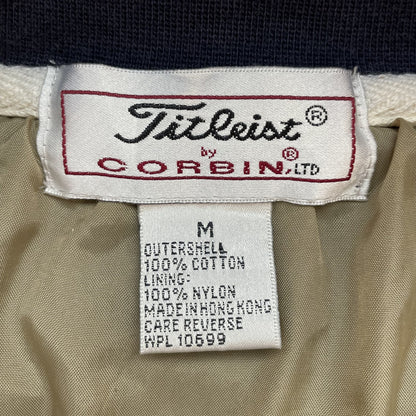 Titleist®
by
CORBIN®, LTD
M
OUTERSHELL
100% COTTON
LINING:
100% NYLON
MADE IN HONG KONG
CARE REVERSE
WPL 10599